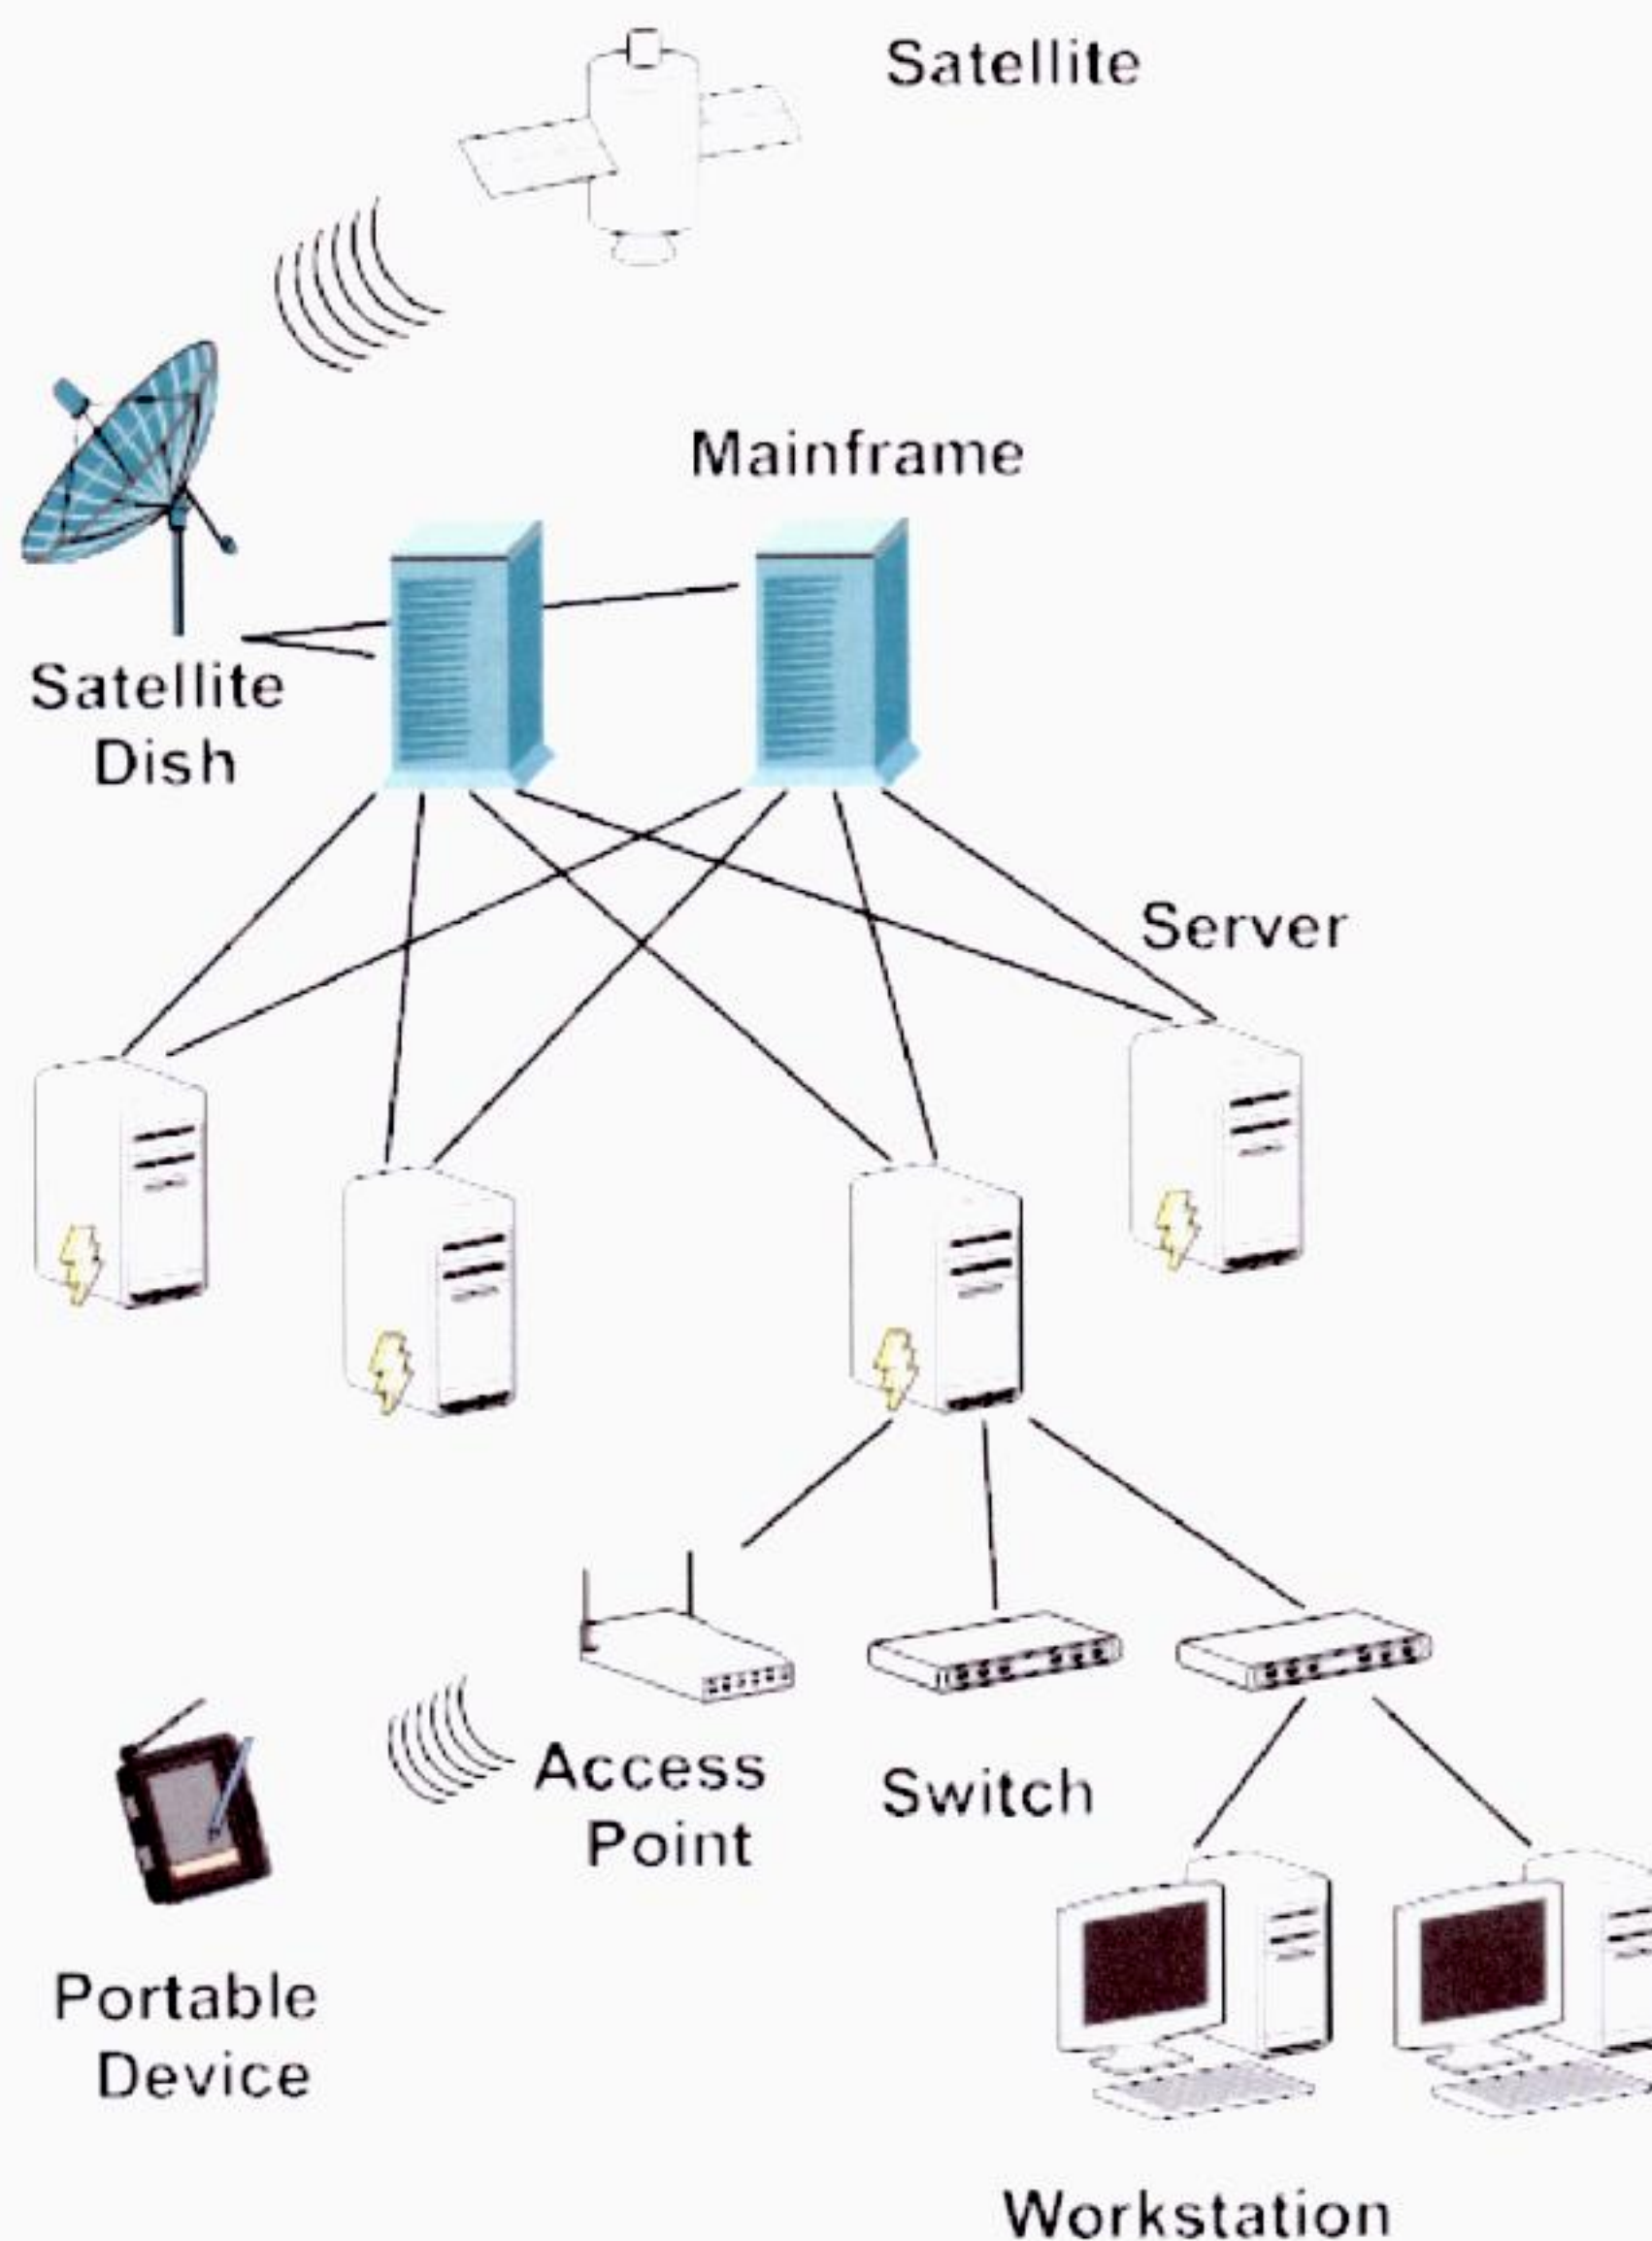 Satellite
Mainframe
Satellite
Dish
Server
Access
Point
Switch
Portable
Device
Workstation